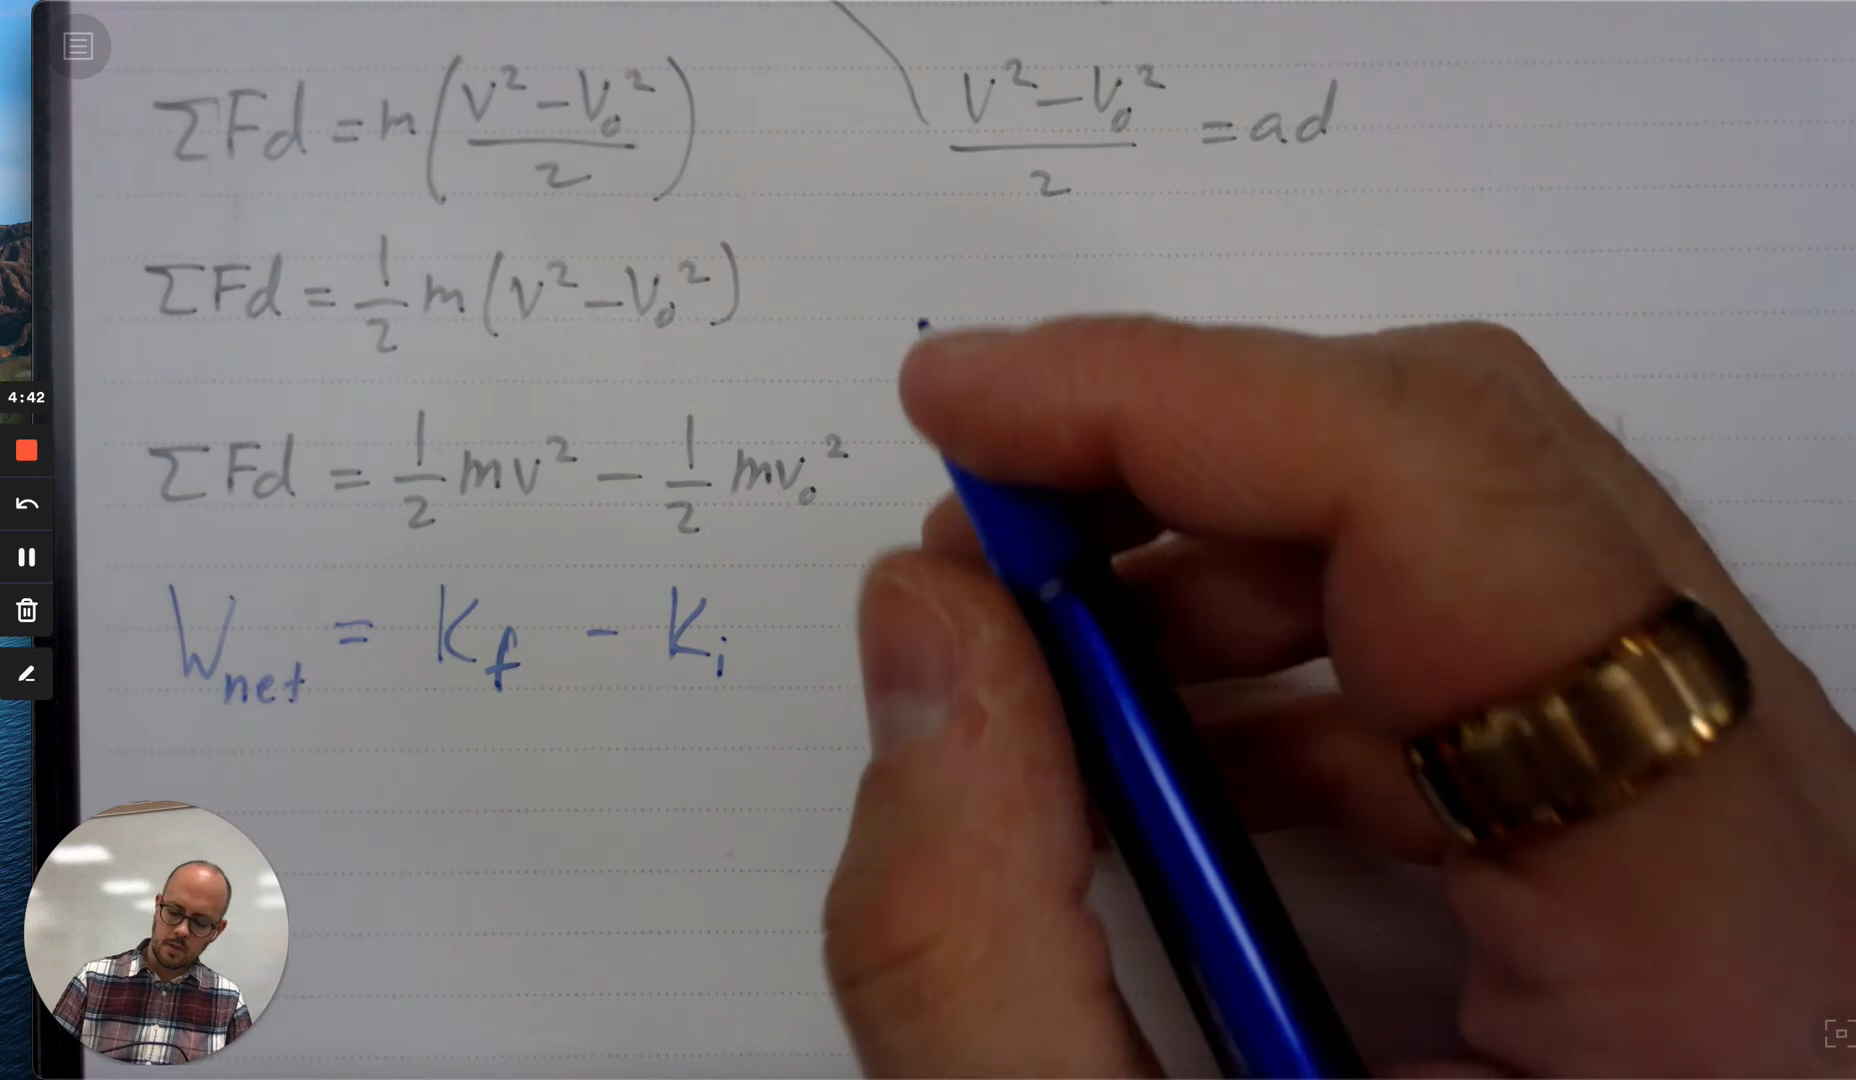 ΣFd = m((V² - V₀²)/2)
(V² - V₀²)/2 = ad
ΣFd = 1/2 m(V² - V₀²)
4:42
ΣFd = 1/2 mv² - 1/2 mv₀²
W_net = K_f - K_i